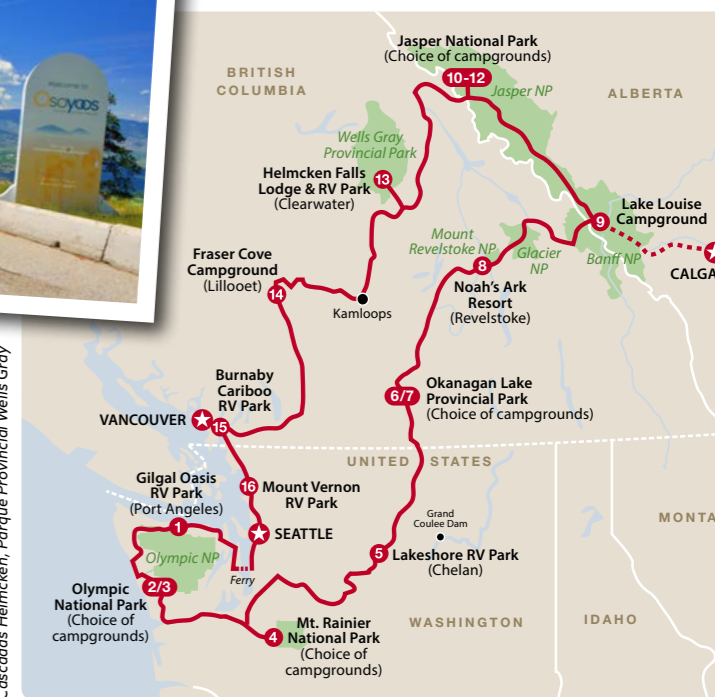 Welcome to
Osoyoos
Cascadas Helmcken, Parque Provincial Wells Gray
BRITISH
COLUMBIA
Jasper National Park
(Choice of campgrounds)
10-12
Jasper NP
ALBERTA
Wells Gray
Provincial Park
Helmcken Falls
Lodge & RV Park
(Clearwater)
13
Lake Louise
Campground
9
Banff NP
CALGA
Mount
Revelstoke NP
Glacier
NP
8
Noah's Ark
Resort
(Revelstoke)
Fraser Cove
Campground
(Lillooet)
14
Kamloops
Burnaby
Cariboo
RV Park
VANCOUVER
15
6/7
Okanagan Lake
Provincial Park
(Choice of campgrounds)
UNITED STATES
Gilgal Oasis
RV Park
(Port Angeles)
1
16
Mount Vernon
RV Park
SEATTLE
Grand
Coulee Dam
MONTA
Olympic NP
Ferry
5
Lakeshore RV Park
(Chelan)
2/3
Olympic
National Park
(Choice of
campgrounds)
4
Mt. Rainier
National Park
(Choice of
campgrounds)
WASHINGTON
IDAHO